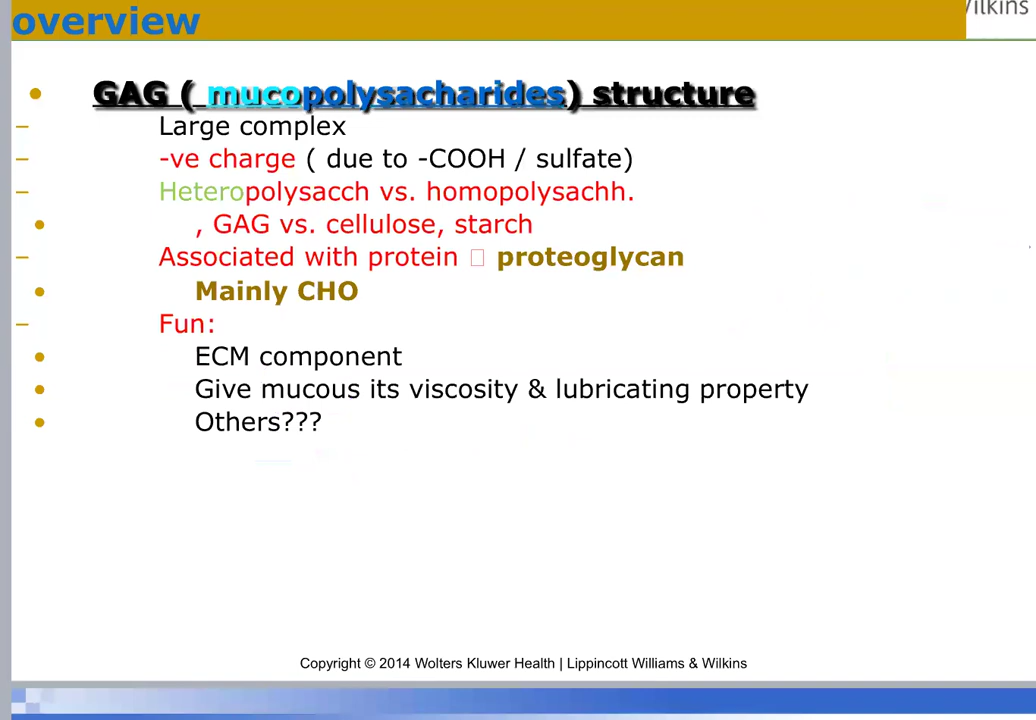 overview
Wilkins
• GAG ( mucopolysacharides) structure
– Large complex
– -ve charge ( due to -COOH / sulfate)
– Heteropolysacch vs. homopolysachh.
• , GAG vs. cellulose, starch
– Associated with protein □ proteoglycan
• Mainly CHO
– Fun:
• ECM component
• Give mucous its viscosity & lubricating property
• Others???
Copyright © 2014 Wolters Kluwer Health | Lippincott Williams & Wilkins